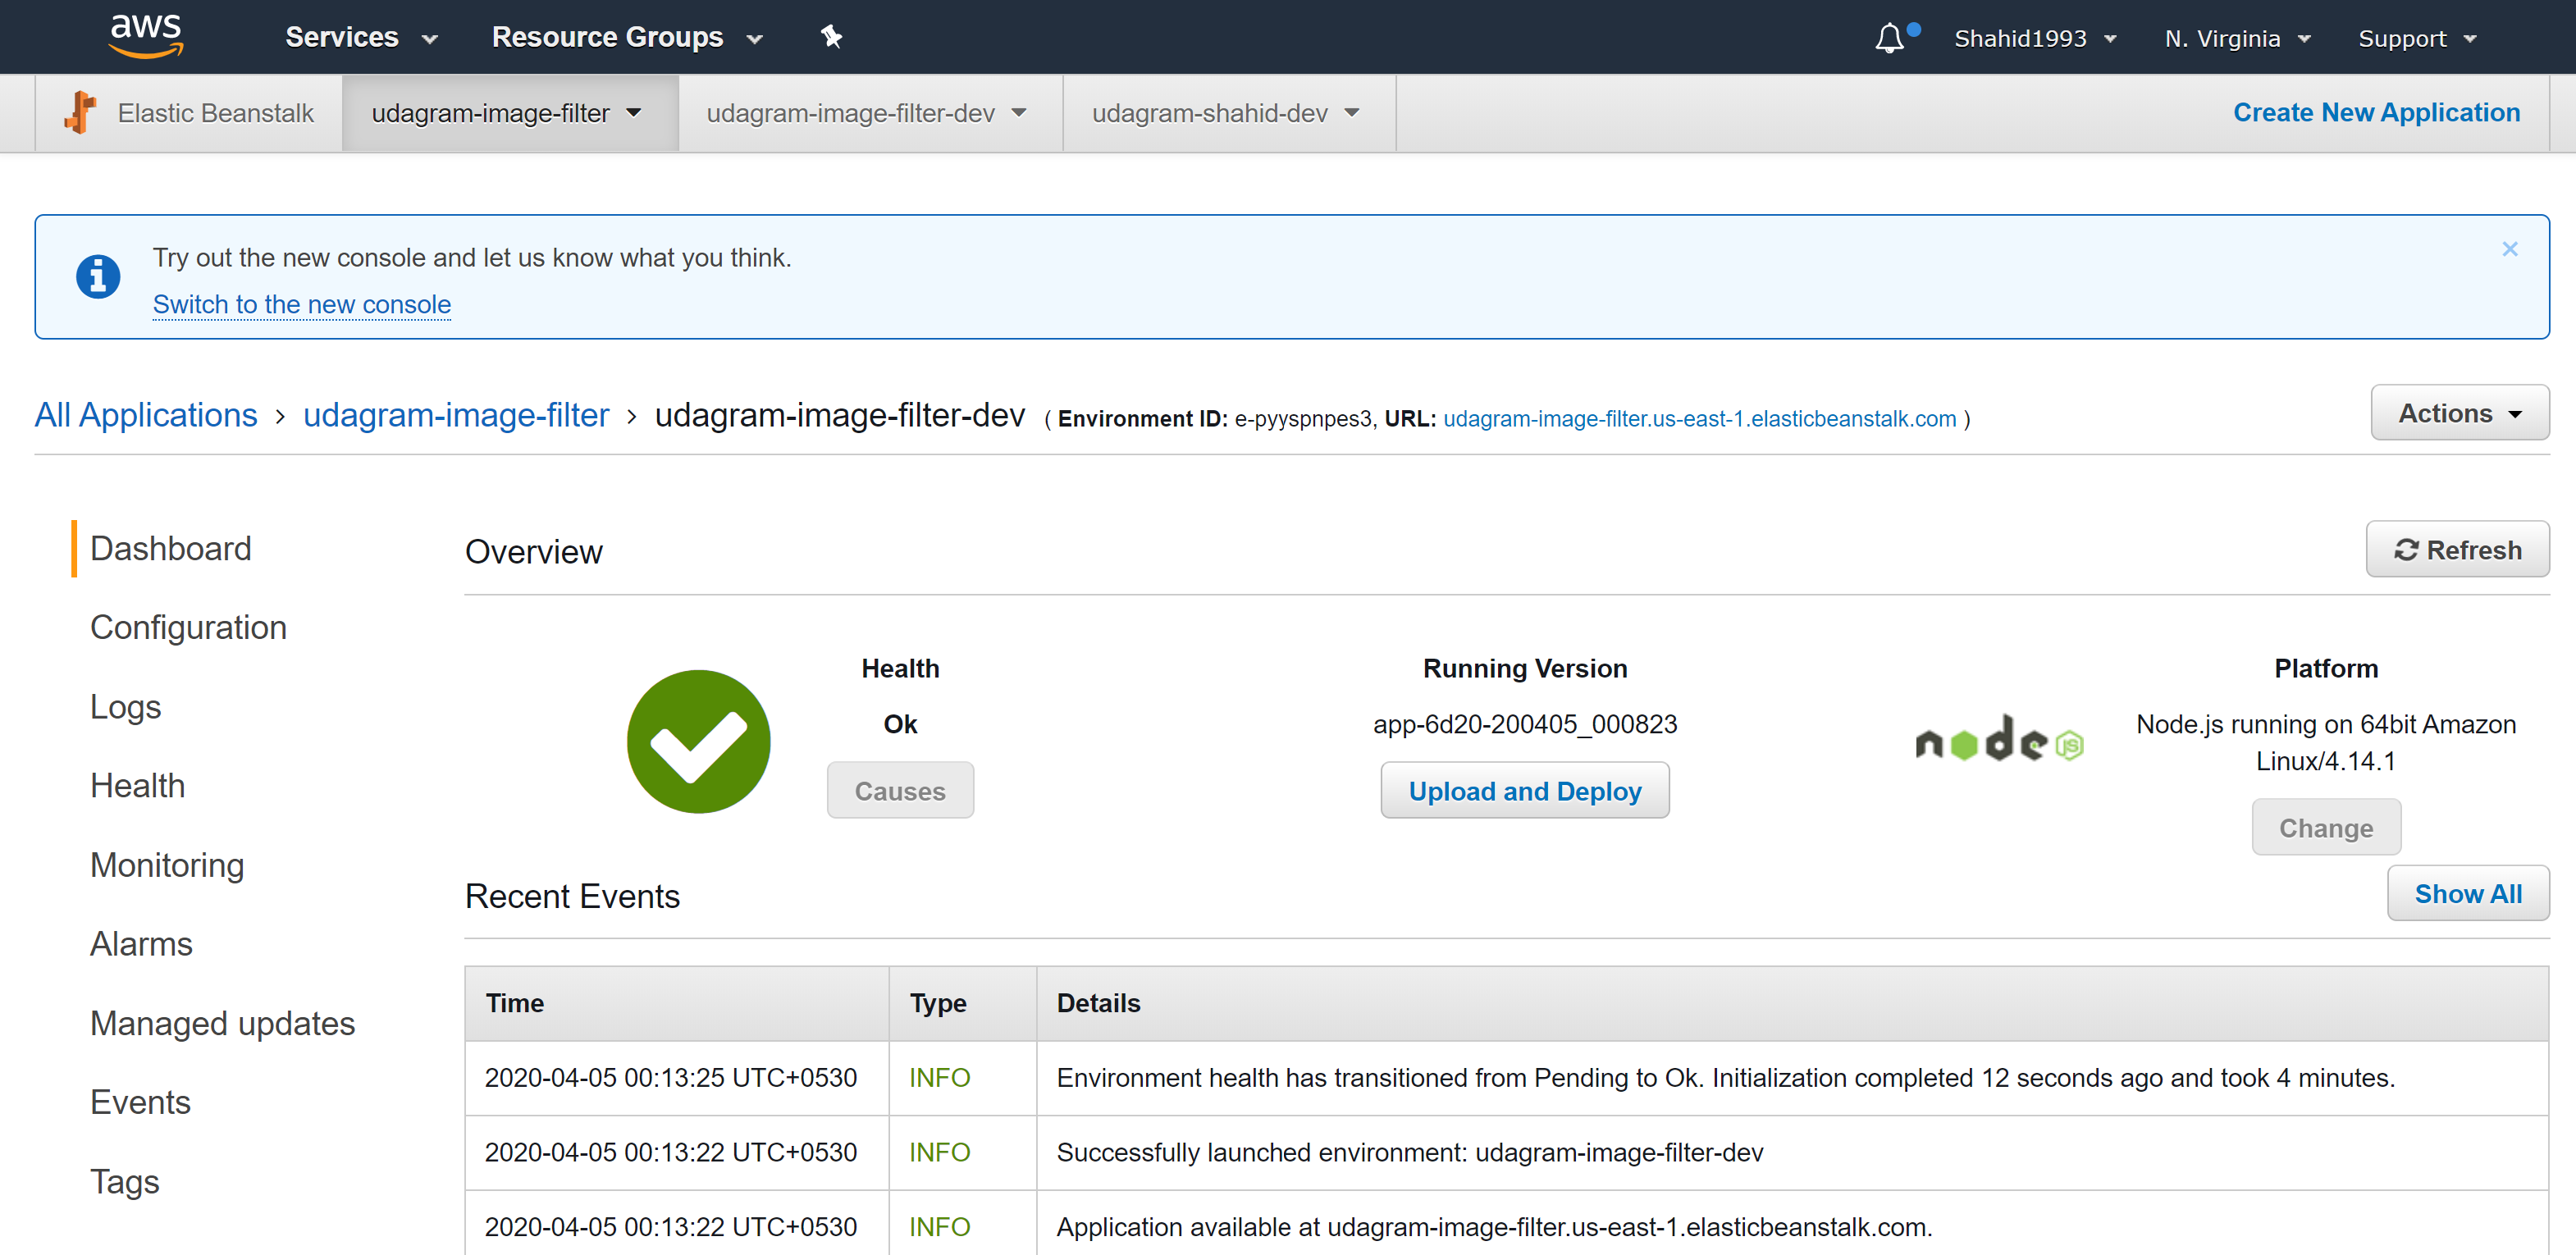 aws Services Resource Groups Shahid1993 N. Virginia Support
Elastic Beanstalk udagram-image-filter udagram-image-filter-dev udagram-shahid-dev Create New Application
Try out the new console and let us know what you think.
Switch to the new console
All Applications › udagram-image-filter › udagram-image-filter-dev ( Environment ID: e-pyyspnpes3, URL: udagram-image-filter.us-east-1.elasticbeanstalk.com )
Actions
Dashboard
Configuration
Logs
Health
Monitoring
Alarms
Managed updates
Events
Tags
Overview
Refresh
Health
Ok
Causes
Running Version
app-6d20-200405_000823
Upload and Deploy
node JS
Platform
Node.js running on 64bit Amazon
Linux/4.14.1
Change
Recent Events
Show All
Time Type Details
2020-04-05 00:13:25 UTC+0530 INFO Environment health has transitioned from Pending to Ok. Initialization completed 12 seconds ago and took 4 minutes.
2020-04-05 00:13:22 UTC+0530 INFO Successfully launched environment: udagram-image-filter-dev
2020-04-05 00:13:22 UTC+0530 INFO Application available at udagram-image-filter.us-east-1.elasticbeanstalk.com.